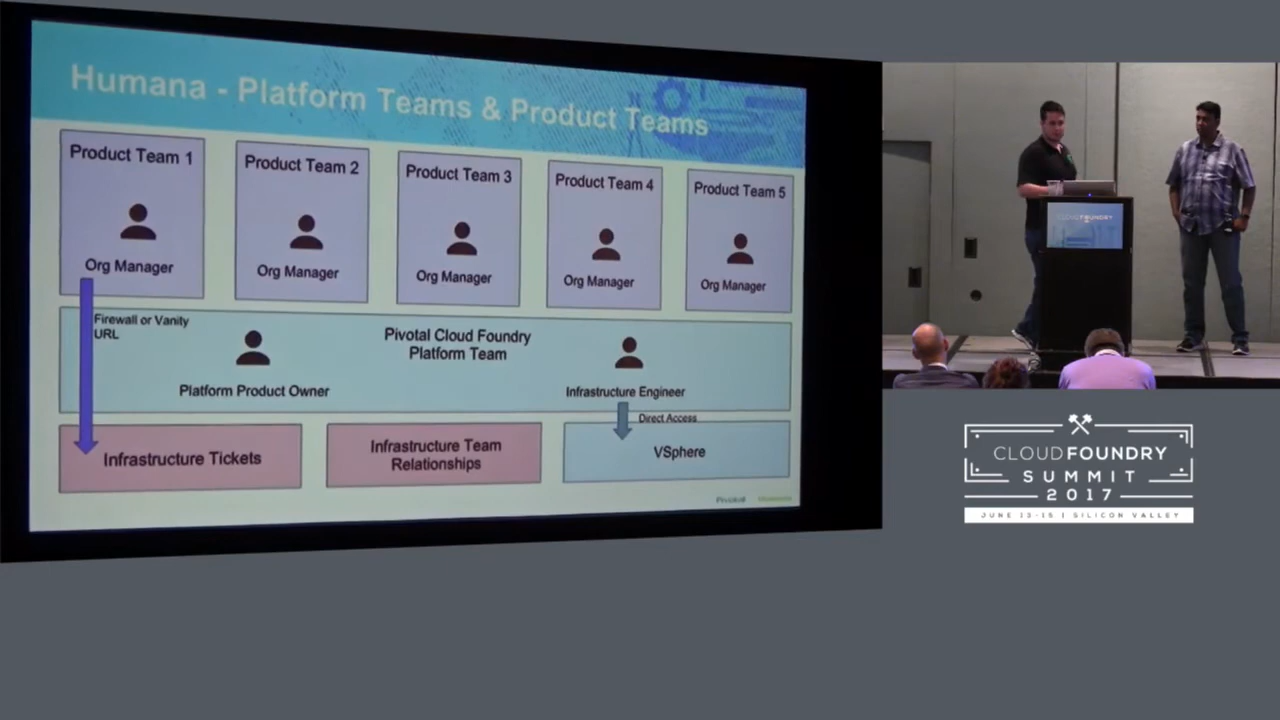 Humana - Platform Teams & Product Teams
Product Team 1
Org Manager
Product Team 2
Org Manager
Product Team 3
Org Manager
Product Team 4
Org Manager
Product Team 5
Org Manager
Firewall or Vanity
URL
Platform Product Owner
Pivotal Cloud Foundry
Platform Team
Infrastructure Engineer
Direct Access
Infrastructure Tickets
Infrastructure Team
Relationships
VSphere
Pivotal
CLOUD FOUNDRY
CLOUD FOUNDRY
SUMMIT
2017
JUNE 13-15 | SILICON VALLEY